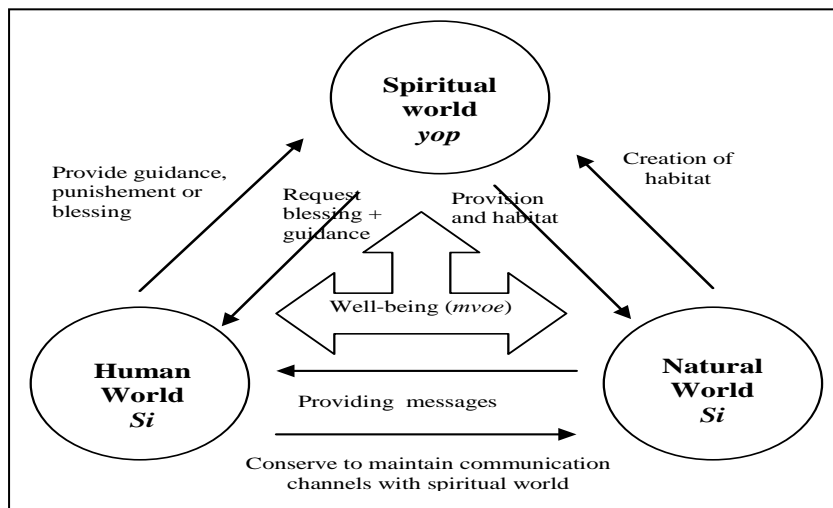 Spiritual
world
yop
Provide guidance,
punishement or
blessing
Request
blessing +
guidance
Provision
and habitat
Creation of
habitat
Well-being (mvoe)
Human
World
Si
Natural
World
Si
Providing messages
Conserve to maintain communication
channels with spiritual world